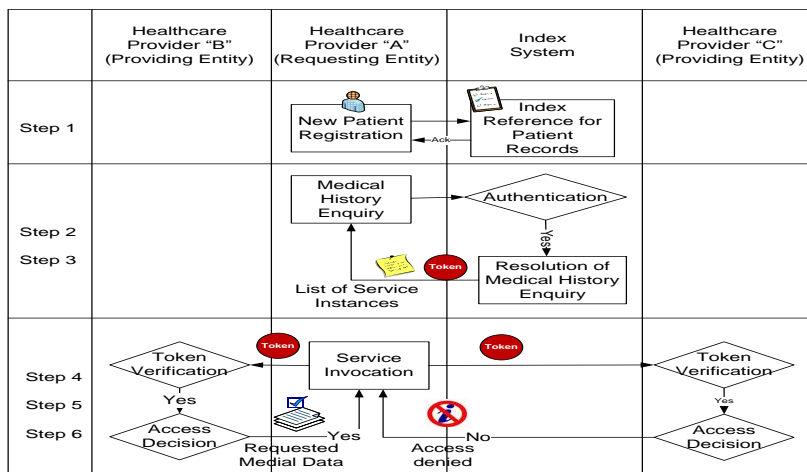 Healthcare
Provider “B”
(Providing Entity)
Healthcare
Provider “A”
(Requesting Entity)
Index
System
Healthcare
Provider “C”
(Providing Entity)
Step 1
New Patient
Registration
Ack
Index
Reference for
Patient
Records
Step 2
Step 3
Medical
History
Enquiry
Authentication
Yes
Token
Resolution of
Medical History
Enquiry
List of Service
Instances
Step 4
Step 5
Step 6
Token
Verification
Token
Service
Invocation
Token
Token
Verification
Yes
Yes
Access
Decision
Yes
Requested
Medial Data
No
Access
denied
Access
Decision